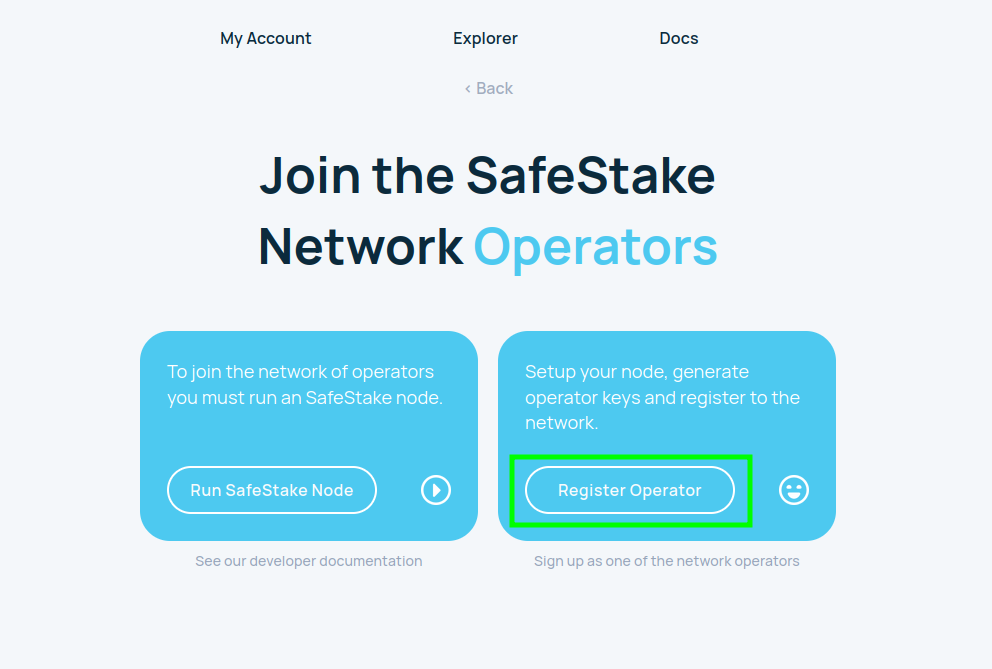 My Account
Explorer
Docs
‹ Back
Join the SafeStake
Network Operators
To join the network of operators
you must run an SafeStake node.
Run SafeStake Node
See our developer documentation
Setup your node, generate
operator keys and register to the
network.
Register Operator
Sign up as one of the network operators